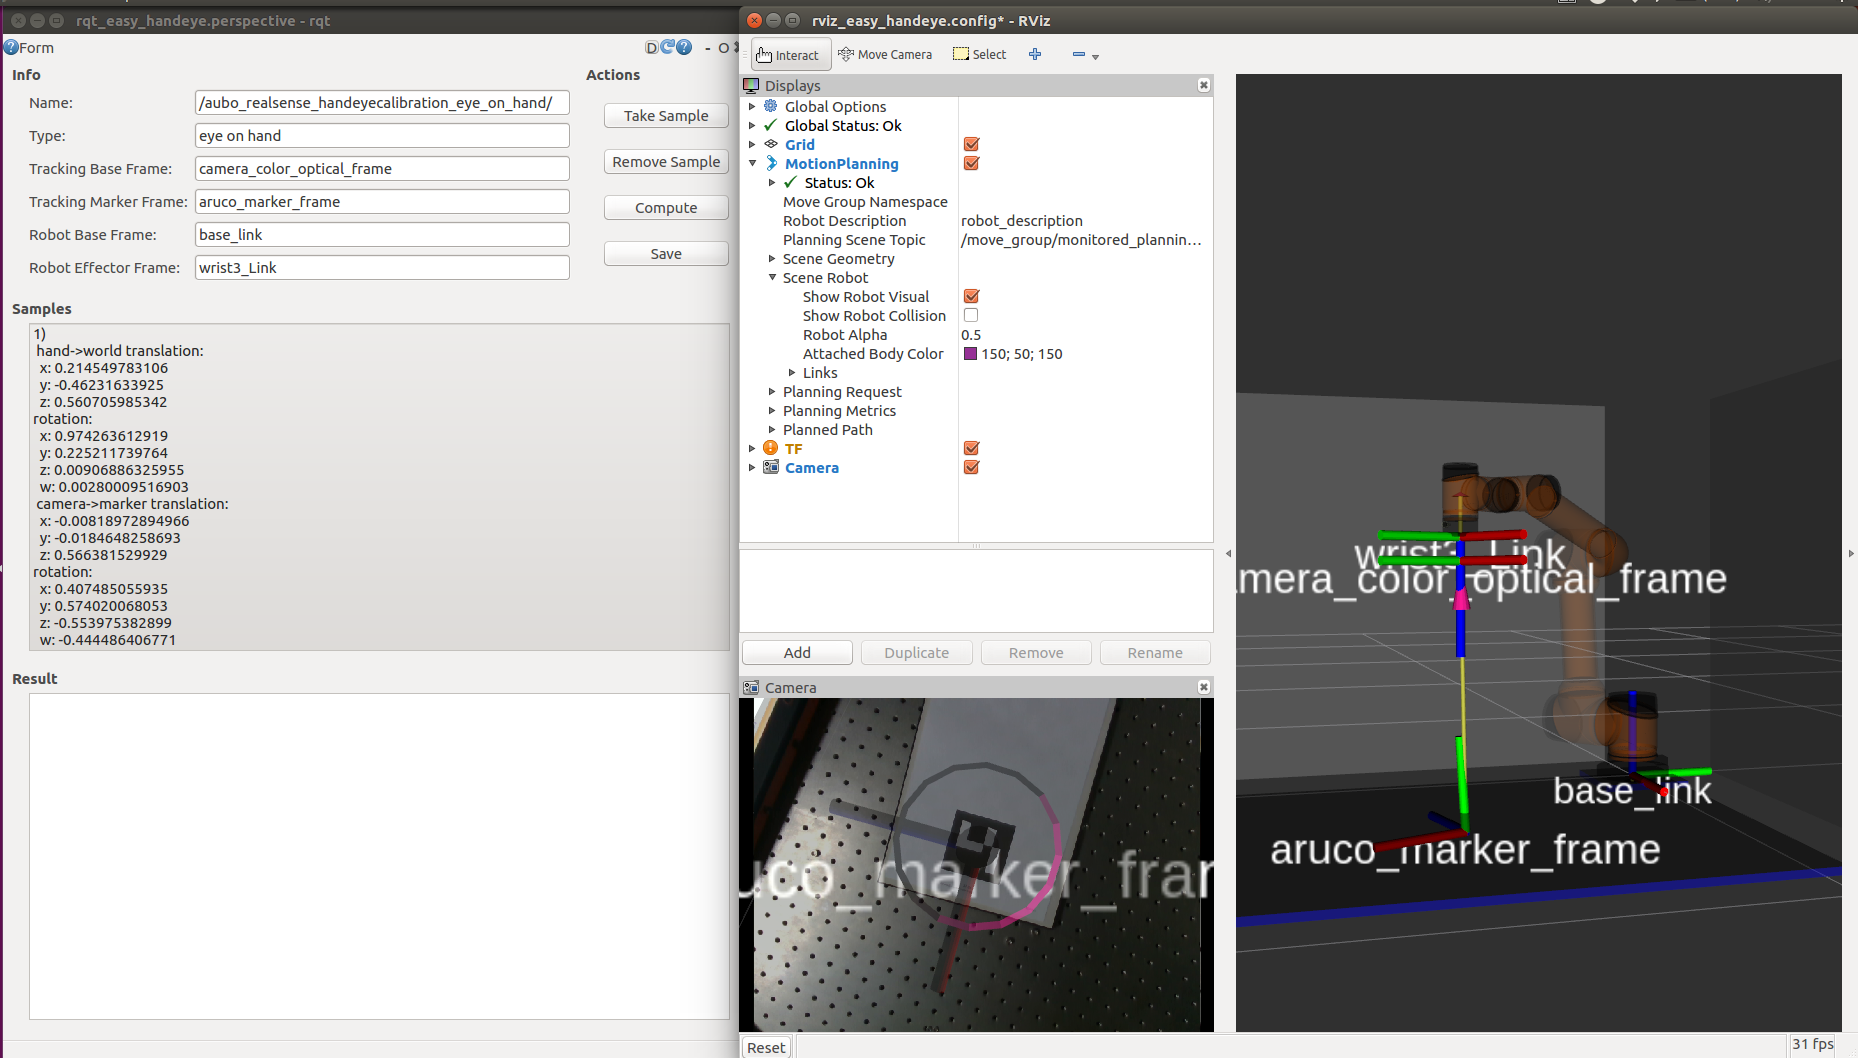 rqt_easy_handeye.perspective - rqt
Form
D
- O
Info
Name:
/aubo_realsense_handeyecalibration_eye_on_hand/
Type:
eye on hand
Tracking Base Frame:
camera_color_optical_frame
Tracking Marker Frame:
aruco_marker_frame
Robot Base Frame:
base_link
Robot Effector Frame:
wrist3_Link
Actions
Take Sample
Remove Sample
Compute
Save
Samples
1)
hand->world translation:
x: 0.214549783106
y: -0.46231633925
z: 0.560705985342
rotation:
x: 0.974263612919
y: 0.225211739764
z: 0.00906886325955
w: 0.00280009516903
camera->marker translation:
x: -0.00818972894966
y: -0.0184648258693
z: 0.566381529929
rotation:
x: 0.407485055935
y: 0.574020068053
z: -0.553975382899
w: -0.444486406771
Result
rviz_easy_handeye.config* - RViz
Interact
Move Camera
Select
Displays
Global Options
Global Status: Ok
Grid
MotionPlanning
Status: Ok
Move Group Namespace
Robot Description
robot_description
Planning Scene Topic
/move_group/monitored_plannin...
Scene Geometry
Scene Robot
Show Robot Visual
Show Robot Collision
Robot Alpha
0.5
Attached Body Color
150; 50; 150
Links
Planning Request
Planning Metrics
Planned Path
TF
Camera
Add
Duplicate
Remove
Rename
Camera
uco_marker_frar
Reset
wrist3_Link
mera_color_optical_frame
base_link
aruco_marker_frame
31 fps